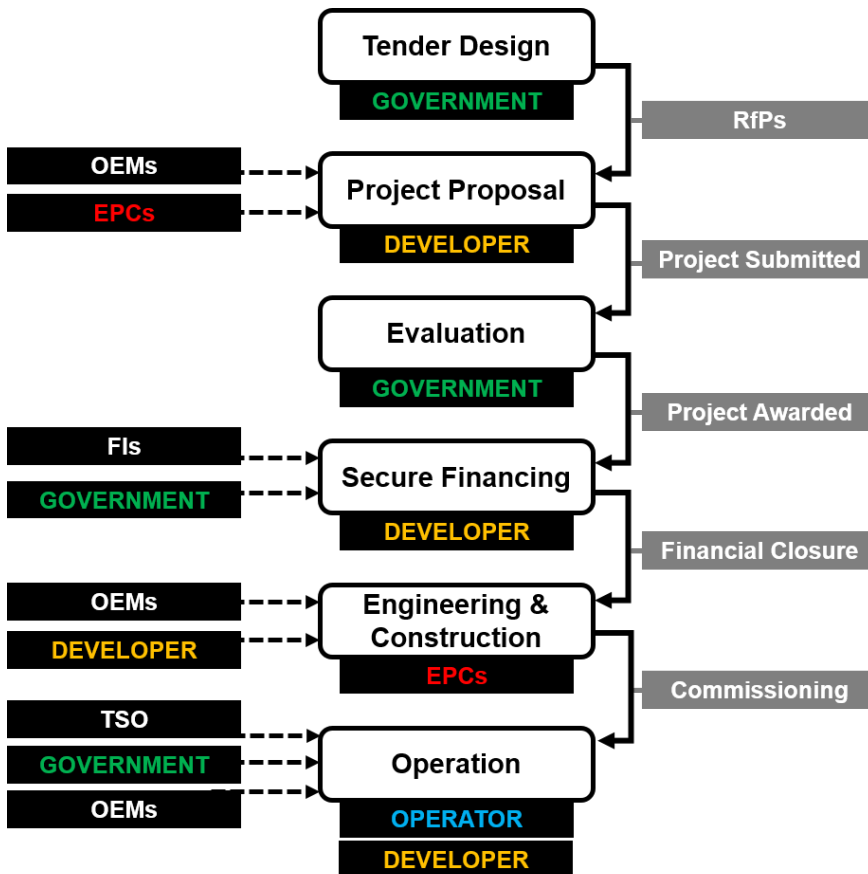 Tender Design
GOVERNMENT
RfPs
OEMs
EPCs
Project Proposal
DEVELOPER
Project Submitted
Evaluation
GOVERNMENT
Project Awarded
FIs
GOVERNMENT
Secure Financing
DEVELOPER
Financial Closure
OEMs
DEVELOPER
Engineering &
Construction
EPCs
Commissioning
TSO
GOVERNMENT
OEMs
Operation
OPERATOR
DEVELOPER